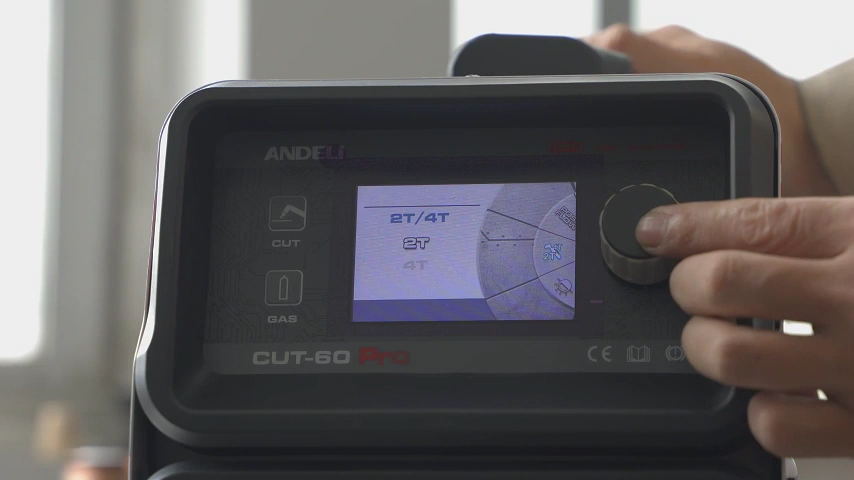 ANDELI
2T/4T
2T
4T
CUT
GAS
CUT-60 Pro
CE